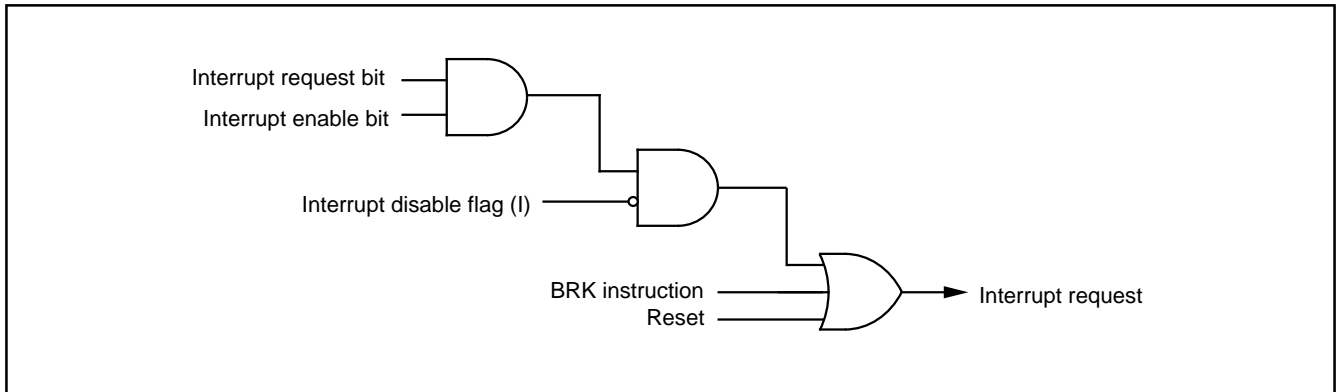 Interrupt request bit
Interrupt enable bit
Interrupt disable flag (I)
BRK instruction
Reset
Interrupt request